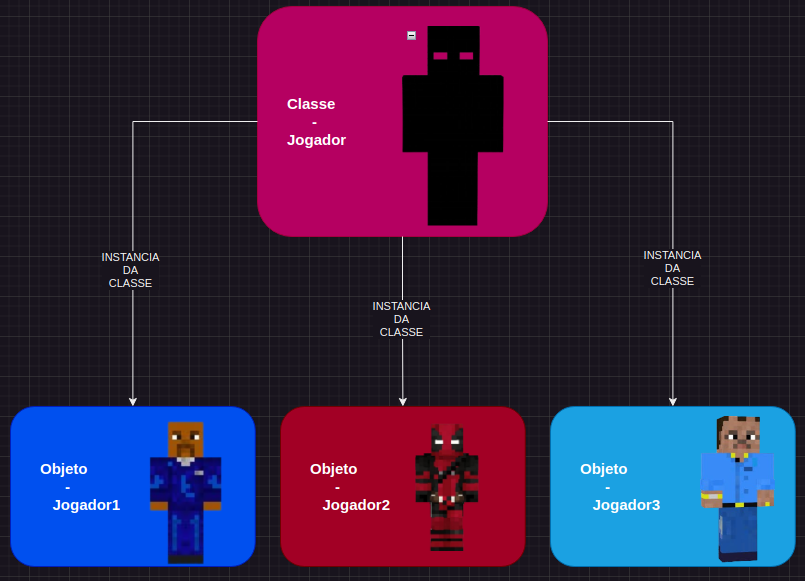 Classe
-
Jogador
INSTANCIA
DA
CLASSE
INSTANCIA
DA
CLASSE
INSTANCIA
DA
CLASSE
Objeto
-
Jogador1
Objeto
-
Jogador2
Objeto
-
Jogador3